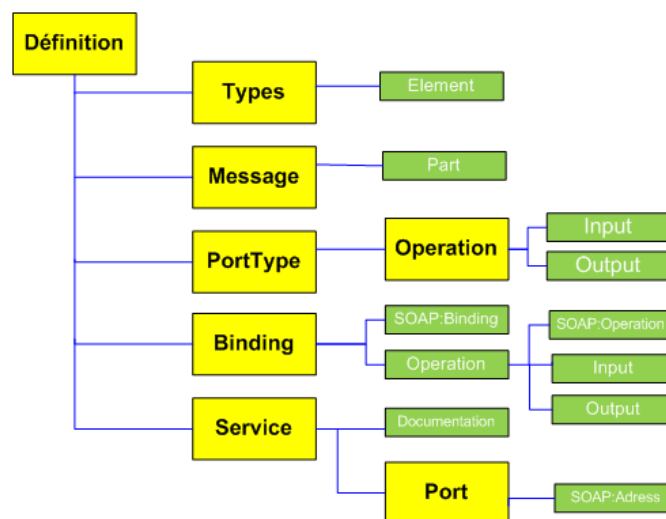 Définition
Types
Element
Message
Part
PortType
Operation
Input
Output
Binding
SOAP:Binding
Operation
SOAP:Operation
Input
Output
Service
Documentation
Port
SOAP:Adress